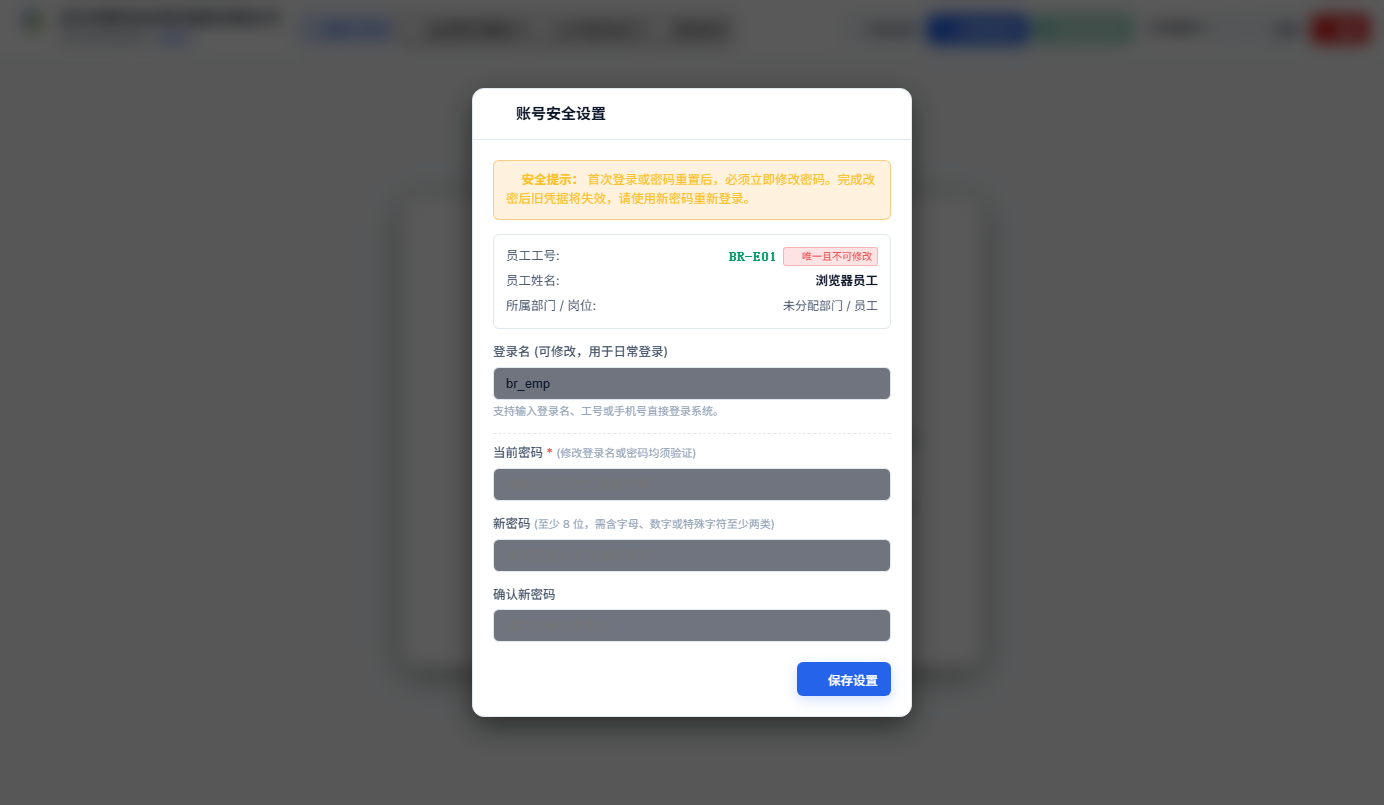 账号安全设置
安全提示： 首次登录或密码重置后，必须立即修改密码。完成改
密后旧凭据将失效，请使用新密码重新登录。
员工工号: BR-E01 唯一且不可修改
员工姓名: 浏览器员工
所属部门 / 岗位: 未分配部门 / 员工
登录名 (可修改，用于日常登录)
br_emp
支持输入登录名、工号或手机号直接登录系统。
当前密码 * (修改登录名或密码均须验证)
新密码 (至少 8 位，需含字母、数字或特殊字符至少两类)
确认新密码
保存设置